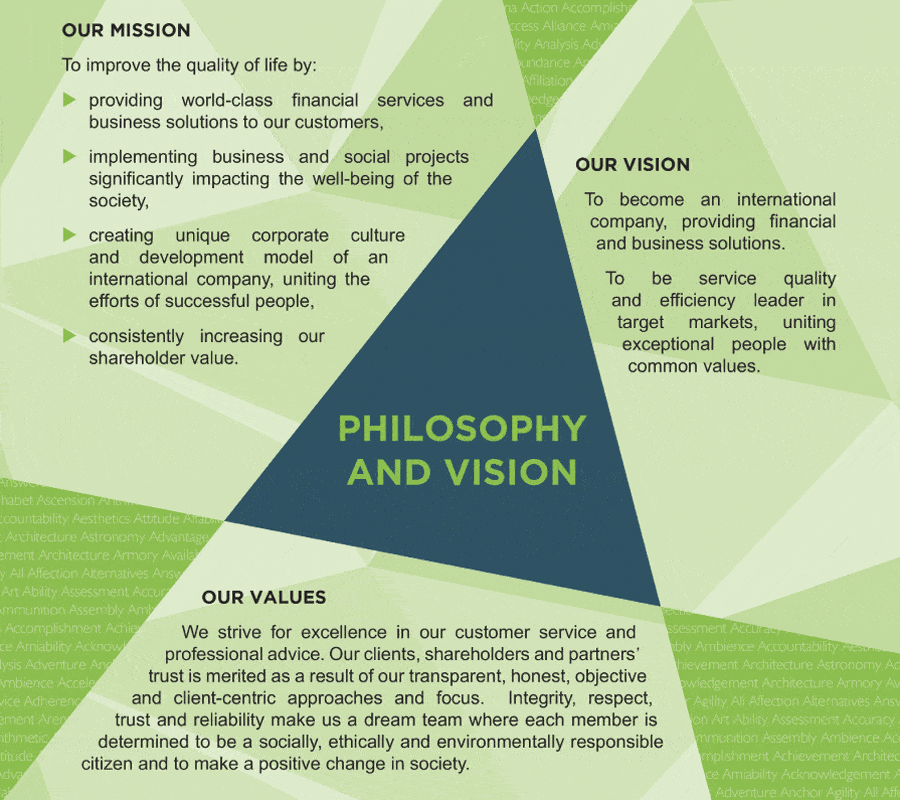 OUR MISSION
To improve the quality of life by:
providing world-class financial services and
business solutions to our customers,
implementing business and social projects
significantly impacting the well-being of the
society,
creating unique corporate culture
and development model of an
international company, uniting the
efforts of successful people,
consistently increasing our
shareholder value.
OUR VISION
To become an international
company, providing financial
and business solutions.
To be service quality
and efficiency leader in
target markets, uniting
exceptional people with
common values.
PHILOSOPHY
AND VISION
OUR VALUES
We strive for excellence in our customer service and
professional advice. Our clients, shareholders and partners’
trust is merited as a result of our transparent, honest, objective
and client-centric approaches and focus. Integrity, respect,
trust and reliability make us a dream team where each member is
determined to be a socially, ethically and environmentally responsible
citizen and to make a positive change in society.